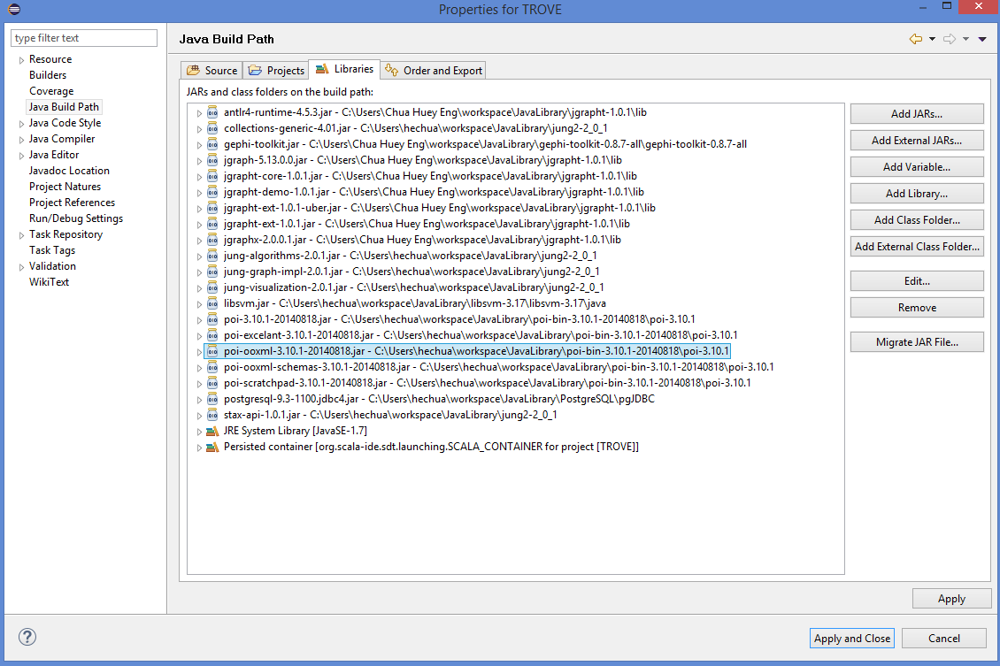 Properties for TROVE
type filter text
Resource
Builders
Coverage
Java Build Path
Java Code Style
Java Compiler
Java Editor
Javadoc Location
Project Natures
Project References
Run/Debug Settings
Task Repository
Task Tags
Validation
WikiText
Java Build Path
Source Projects Libraries Order and Export
JARs and class folders on the build path:
antlr4-runtime-4.5.3.jar - C:\Users\Chua Huey Eng\workspace\JavaLibrary\jgrapht-1.0.1\lib
collections-generic-4.01.jar - C:\Users\hechua\workspace\JavaLibrary\jung2-2_0_1
gephi-toolkit.jar - C:\Users\Chua Huey Eng\workspace\JavaLibrary\gephi-toolkit-0.8.7-all\gephi-toolkit-0.8.7-all
jgraph-5.13.0.0.jar - C:\Users\Chua Huey Eng\workspace\JavaLibrary\jgrapht-1.0.1\lib
jgrapht-core-1.0.1.jar - C:\Users\Chua Huey Eng\workspace\JavaLibrary\jgrapht-1.0.1\lib
jgrapht-demo-1.0.1.jar - C:\Users\Chua Huey Eng\workspace\JavaLibrary\jgrapht-1.0.1\lib
jgrapht-ext-1.0.1-uber.jar - C:\Users\Chua Huey Eng\workspace\JavaLibrary\jgrapht-1.0.1\lib
jgrapht-ext-1.0.1.jar - C:\Users\Chua Huey Eng\workspace\JavaLibrary\jgrapht-1.0.1\lib
jgraphx-2.0.0.1.jar - C:\Users\Chua Huey Eng\workspace\JavaLibrary\jgrapht-1.0.1\lib
jung-algorithms-2.0.1.jar - C:\Users\hechua\workspace\JavaLibrary\jung2-2_0_1
jung-graph-impl-2.0.1.jar - C:\Users\hechua\workspace\JavaLibrary\jung2-2_0_1
jung-visualization-2.0.1.jar - C:\Users\hechua\workspace\JavaLibrary\jung2-2_0_1
libsvm.jar - C:\Users\hechua\workspace\JavaLibrary\libsvm-3.17\libsvm-3.17\java
poi-3.10.1-20140818.jar - C:\Users\hechua\workspace\JavaLibrary\poi-bin-3.10.1-20140818\poi-3.10.1
poi-excelant-3.10.1-20140818.jar - C:\Users\hechua\workspace\JavaLibrary\poi-bin-3.10.1-20140818\poi-3.10.1
poi-ooxml-3.10.1-20140818.jar - C:\Users\hechua\workspace\JavaLibrary\poi-bin-3.10.1-20140818\poi-3.10.1
poi-ooxml-schemas-3.10.1-20140818.jar - C:\Users\hechua\workspace\JavaLibrary\poi-bin-3.10.1-20140818\poi-3.10.1
poi-scratchpad-3.10.1-20140818.jar - C:\Users\hechua\workspace\JavaLibrary\poi-bin-3.10.1-20140818\poi-3.10.1
postgresql-9.3-1100.jdbc4.jar - C:\Users\hechua\workspace\JavaLibrary\PostgreSQL\pgJDBC
stax-api-1.0.1.jar - C:\Users\hechua\workspace\JavaLibrary\jung2-2_0_1
JRE System Library [JavaSE-1.7]
Persisted container [org.scala-ide.sdt.launching.SCALA_CONTAINER for project [TROVE]]
Add JARs...
Add External JARs...
Add Variable...
Add Library...
Add Class Folder...
Add External Class Folder...
Edit...
Remove
Migrate JAR File...
Apply
Apply and Close Cancel